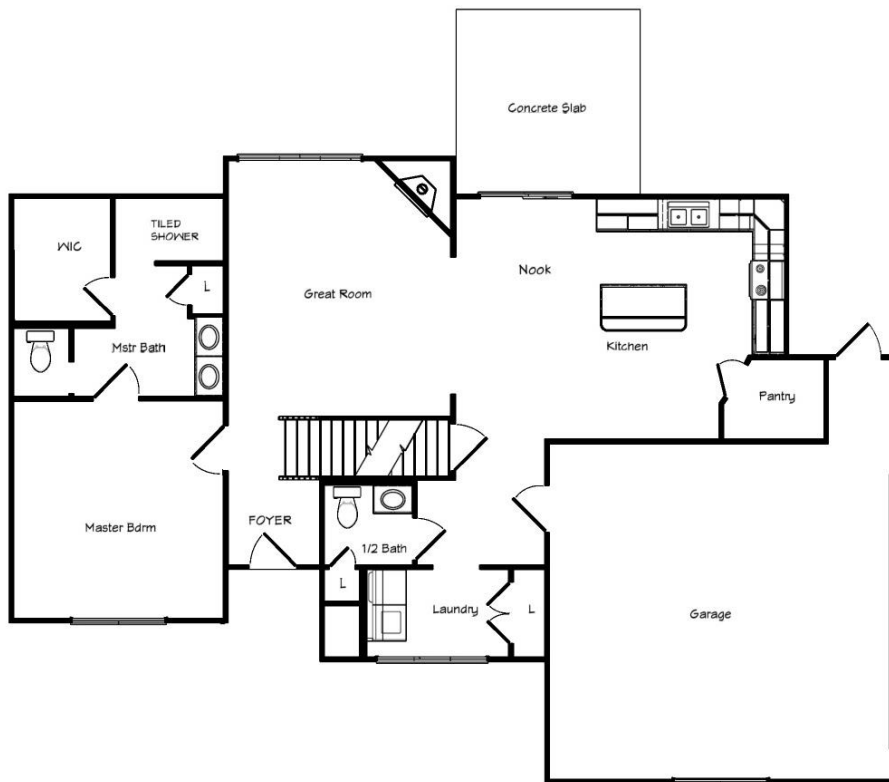 Concrete Slab
TILED
SHOWER
WIC
L
Great Room
Nook
Mstr Bath
Kitchen
Pantry
Master Bdrm
FOYER
1/2 Bath
L
Laundry
L
Garage